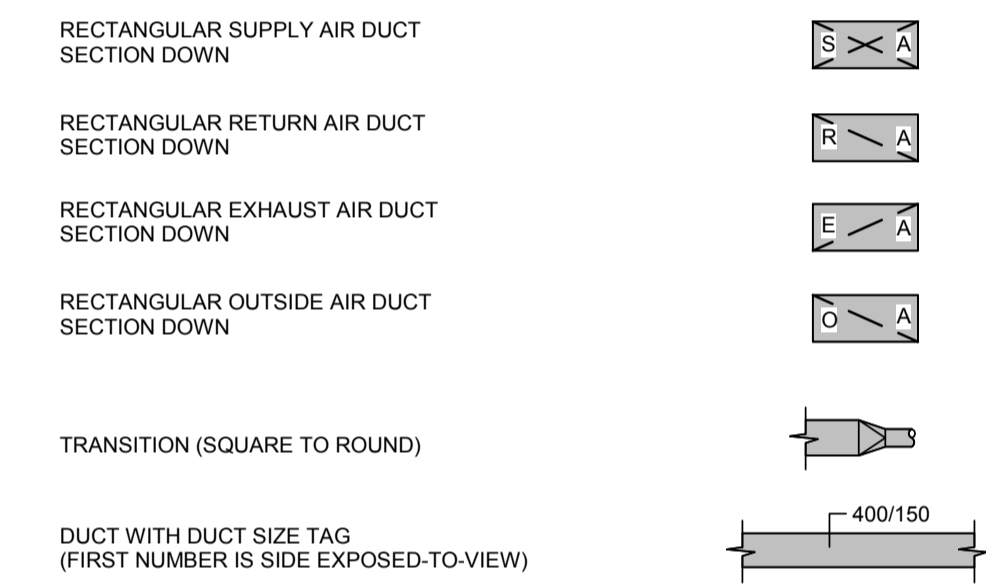 RECTANGULAR SUPPLY AIR DUCT
SECTION DOWN
S A
RECTANGULAR RETURN AIR DUCT
SECTION DOWN
R A
RECTANGULAR EXHAUST AIR DUCT
SECTION DOWN
E A
RECTANGULAR OUTSIDE AIR DUCT
SECTION DOWN
O A
TRANSITION (SQUARE TO ROUND)
400/150
DUCT WITH DUCT SIZE TAG
(FIRST NUMBER IS SIDE EXPOSED-TO-VIEW)